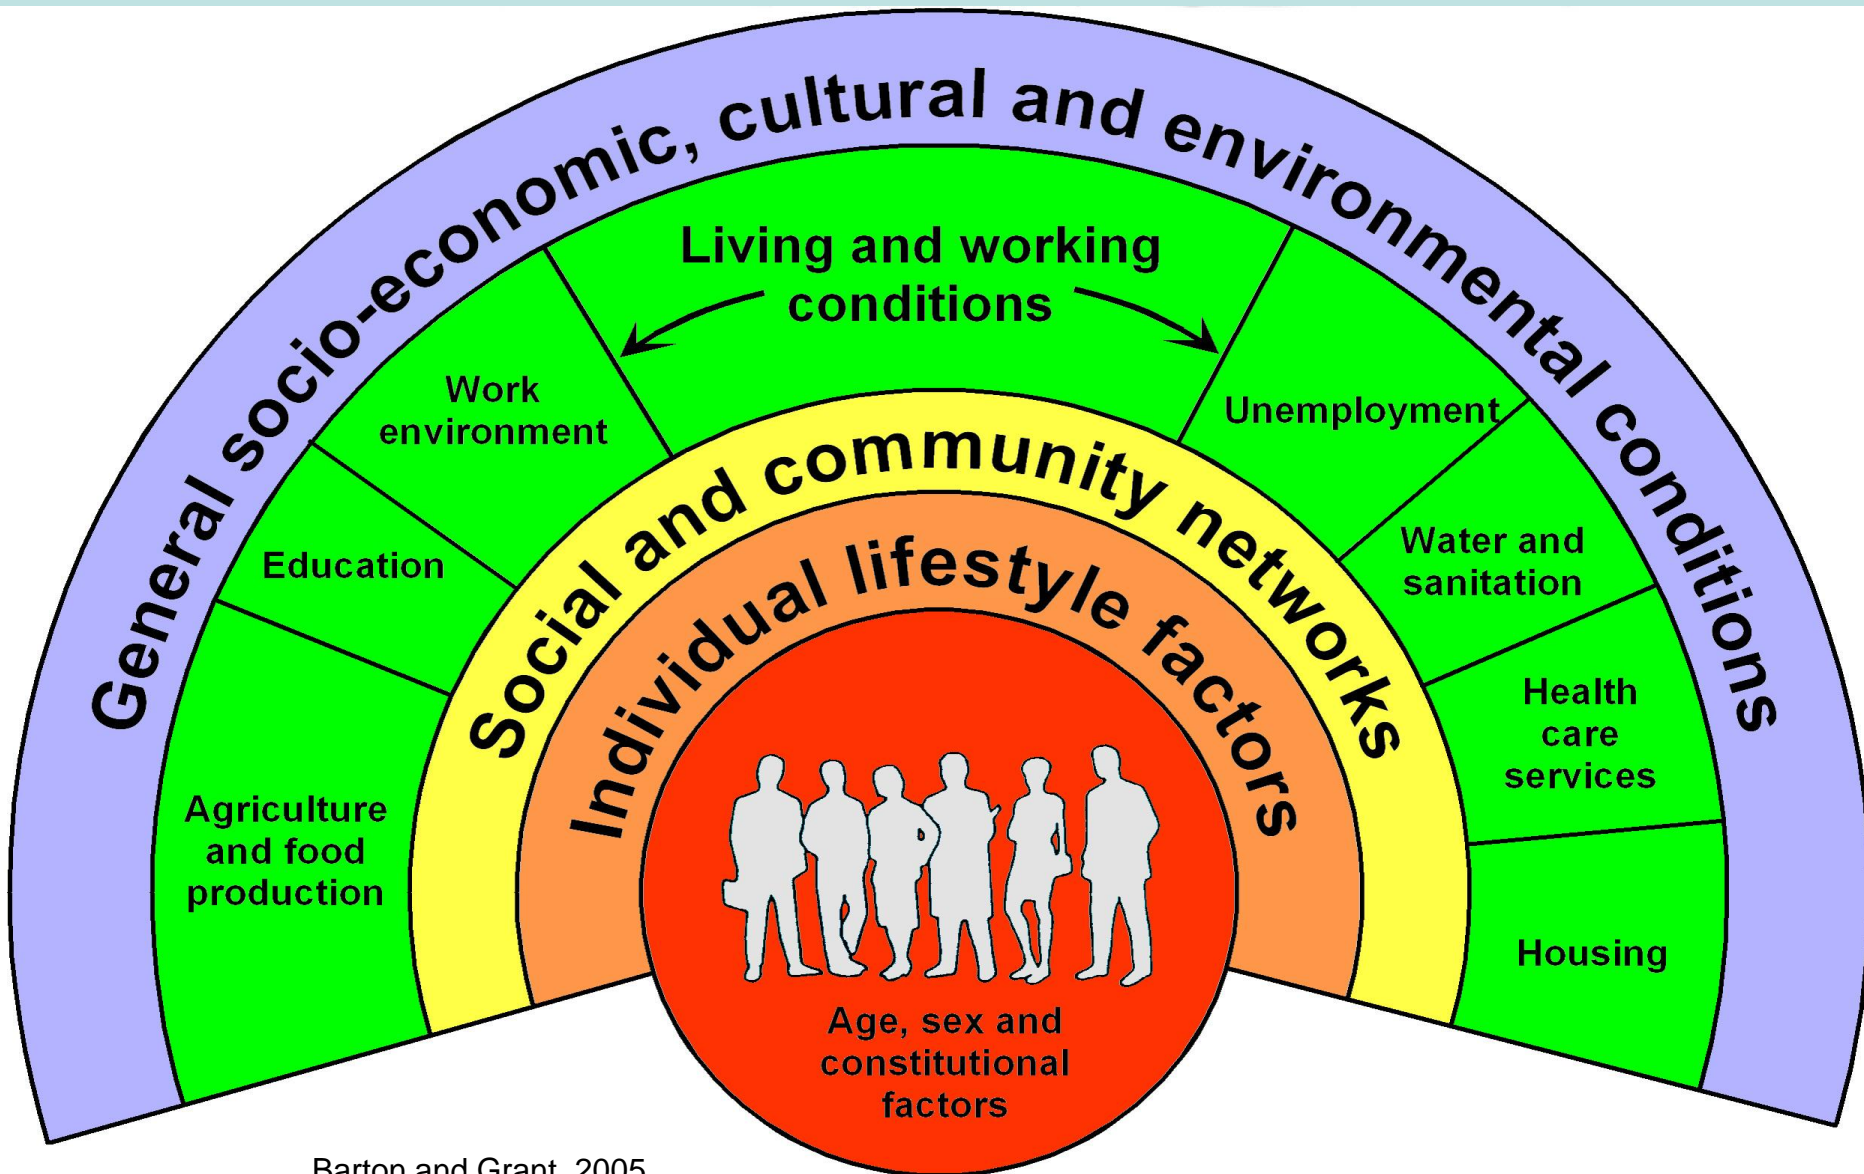 General socio-economic, cultural and environmental conditions
Living and working
conditions
Work
environment
Unemployment
Education
Water and
sanitation
Agriculture
and food
production
Health
care
services
Housing
Social and community networks
Individual lifestyle factors
Age, sex and
constitutional
factors
Barton and Grant, 2005